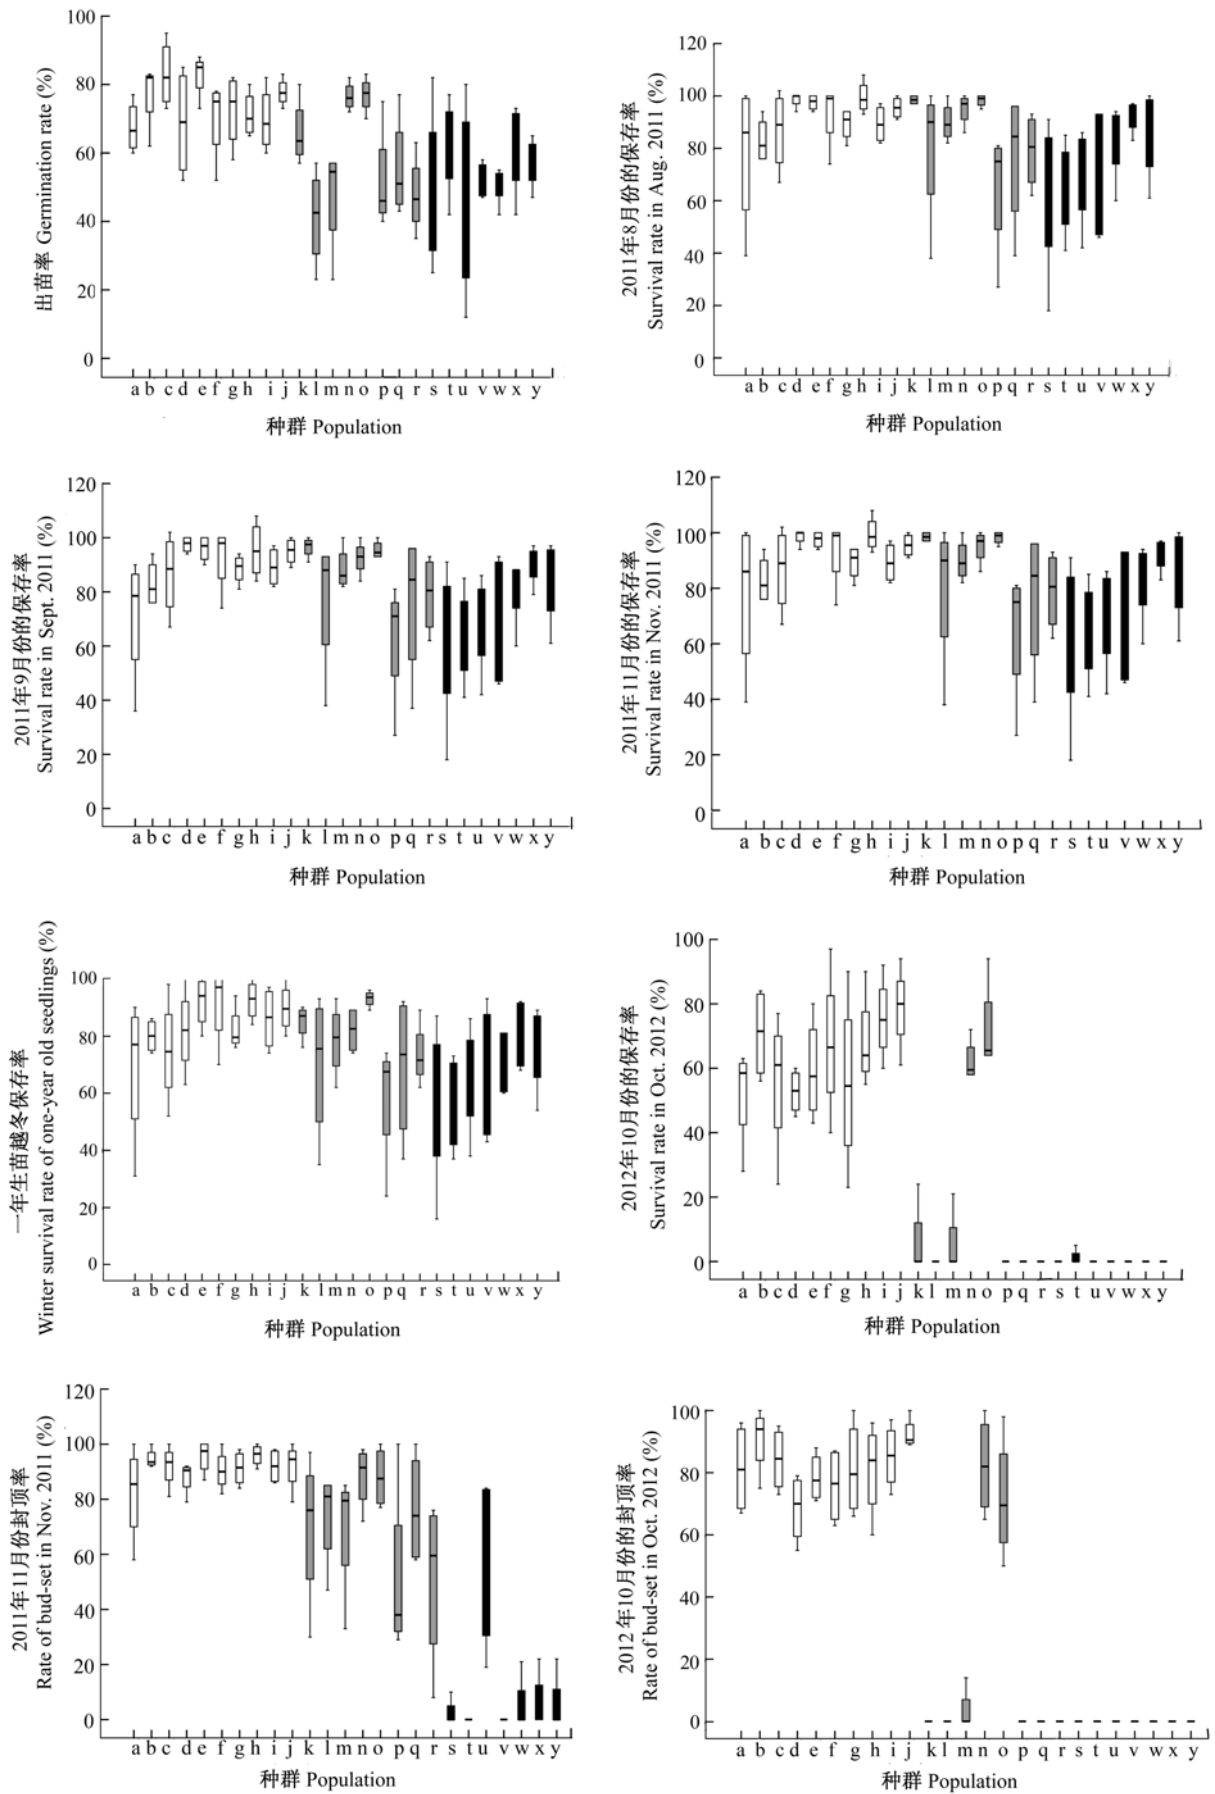 出苗率 Germination rate (%)
100
80
60
40
20
0
a b c d e f g h i j k l m n o p q r s t u v w x y
种群 Population
2011年8月份的保存率
Survival rate in Aug. 2011 (%)
120
100
80
60
40
20
0
a b c d e f g h i j k l m n o p q r s t u v w x y
种群 Population
2011年9月份的保存率
Survival rate in Sept. 2011 (%)
120
100
80
60
40
20
0
a b c d e f g h i j k l m n o p q r s t u v w x y
种群 Population
2011年11月份的保存率
Survival rate in Nov. 2011 (%)
120
100
80
60
40
20
0
a b c d e f g h i j k l m n o p q r s t u v w x y
种群 Population
一年生苗越冬保存率
Winter survival rate of one-year old seedlings (%)
100
80
60
40
20
0
a b c d e f g h i j k l m n o p q r s t u v w y
种群 Population
2012年10月份的保存率
Survival rate in Oct. 2012 (%)
100
80
60
40
20
0
a b c d e f g h i j k l m n o p q r s t u v w x y
种群 Population
2011年11月份封顶率
Rate of bud-set in Nov. 2011 (%)
120
100
80
60
40
20
0
a b c d e f g h i j k l m n o p q r s t u v w x y
种群 Population
2012年10月份的封顶率
Rate of bud-set in Oct. 2012 (%)
100
80
60
40
20
0
a b c d e f g h i j k l m n o p q r s t u v w x y
种群 Population